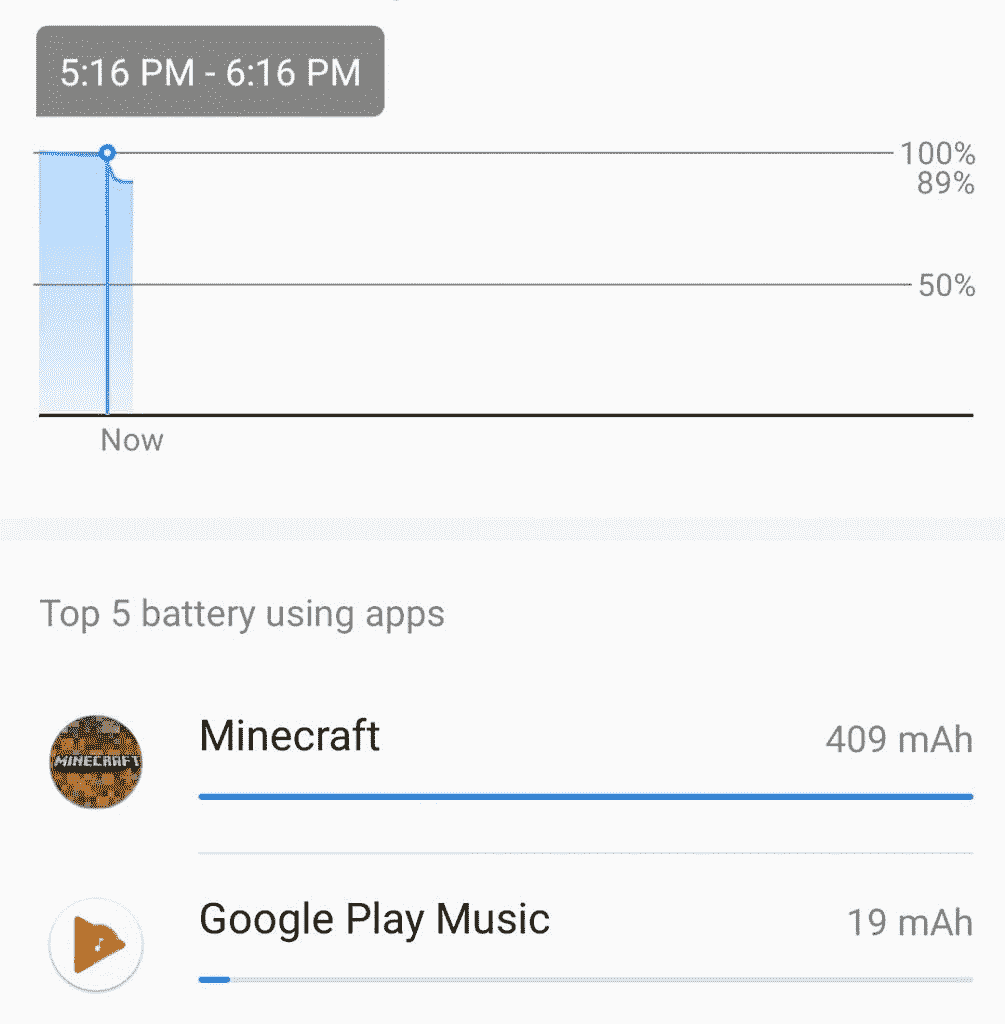 5:16 PM - 6:16 PM
100%
89%
50%
Now
Top 5 battery using apps
MINECRAFT
Minecraft
409 mAh
Google Play Music
19 mAh